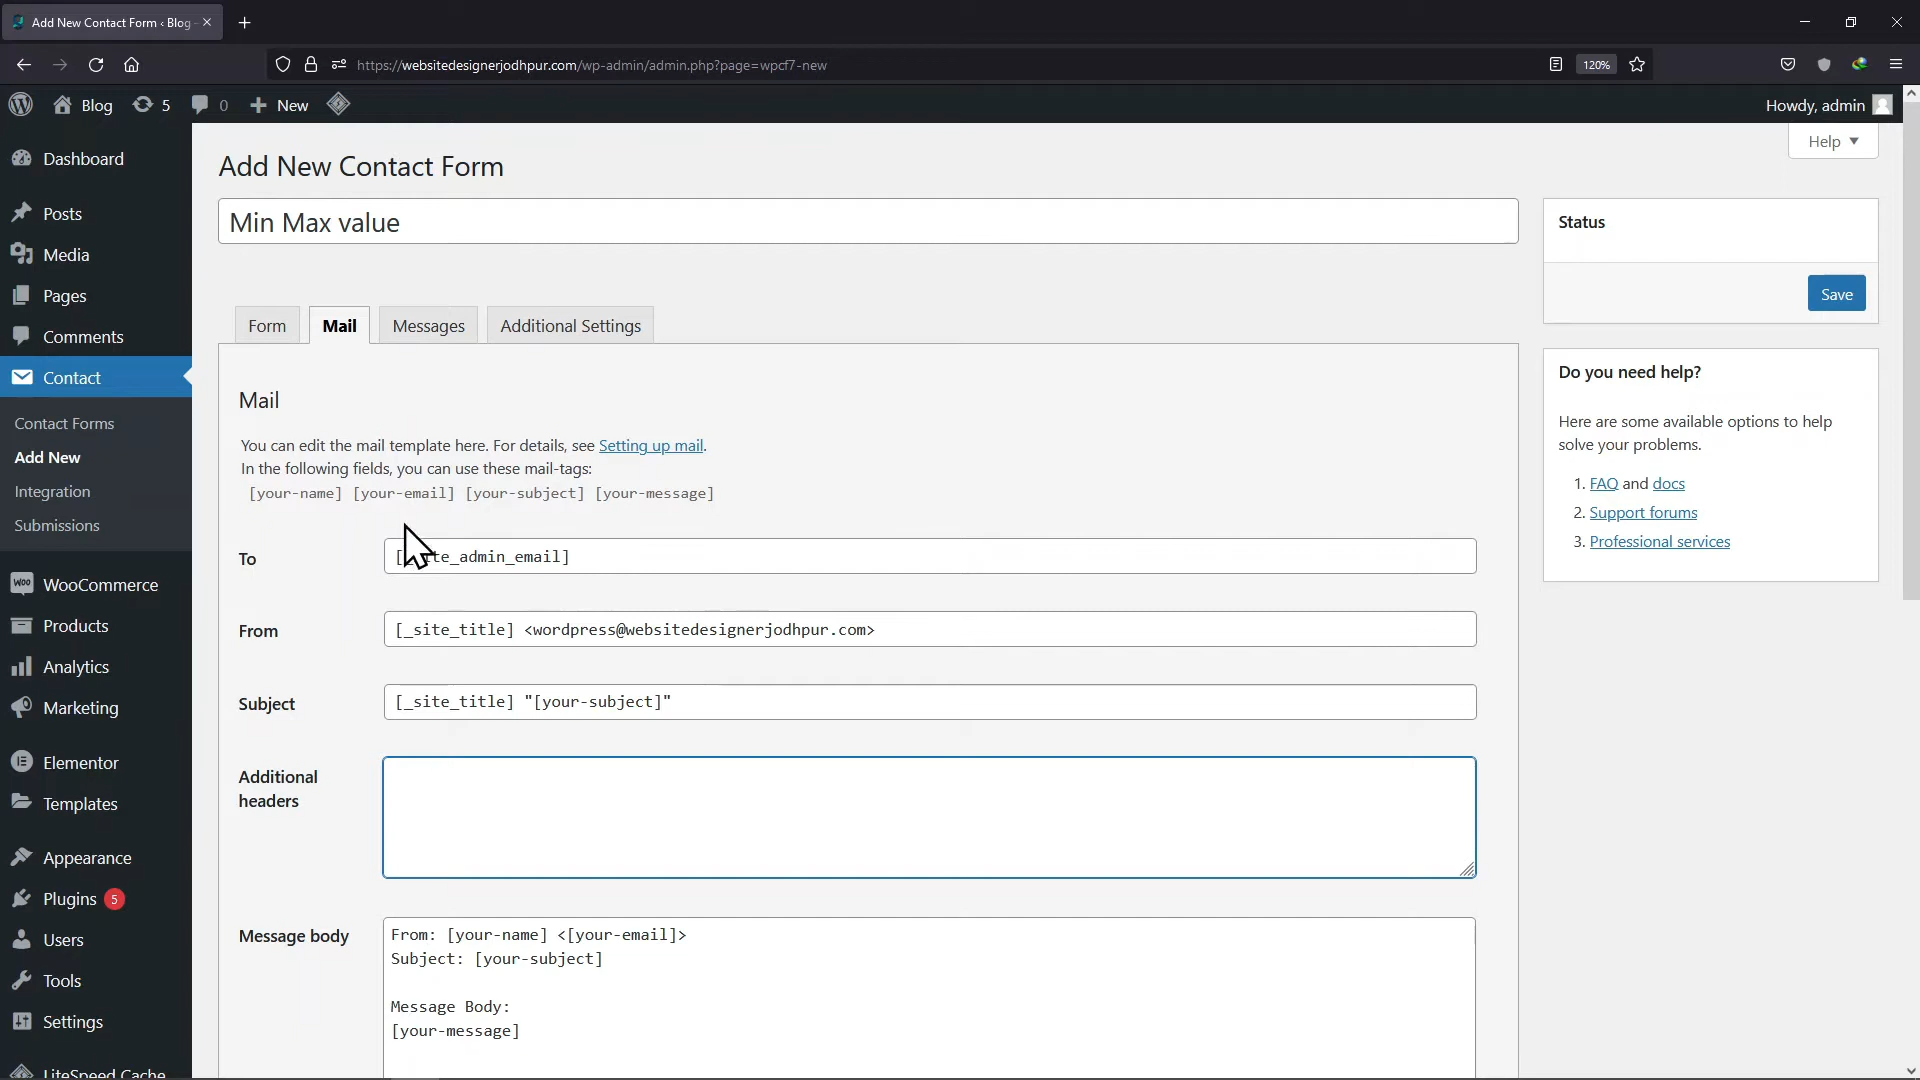 Add New Contact Form ‹ Blog
https://websitedesignerjodhpur.com/wp-admin/admin.php?page=wpcf7-new
120%
Blog
5
0
New
Howdy, admin
Dashboard
Posts
Media
Pages
Comments
Contact
Contact Forms
Add New
Integration
Submissions
WooCommerce
Products
Analytics
Marketing
Elementor
Templates
Appearance
Plugins 5
Users
Tools
Settings
LiteSpeed Cache
Help
Add New Contact Form
Min Max value
Form
Mail
Messages
Additional Settings
Mail
You can edit the mail template here. For details, see Setting up mail.
In the following fields, you can use these mail-tags:
[your-name] [your-email] [your-subject] [your-message]
To
[_site_admin_email]
From
[_site_title] <wordpress@websitedesignerjodhpur.com>
Subject
[_site_title] "[your-subject]"
Additional
headers
Message body
From: [your-name] <[your-email]>
Subject: [your-subject]
Message Body:
[your-message]
Status
Save
Do you need help?
Here are some available options to help
solve your problems.
1. FAQ and docs
2. Support forums
3. Professional services